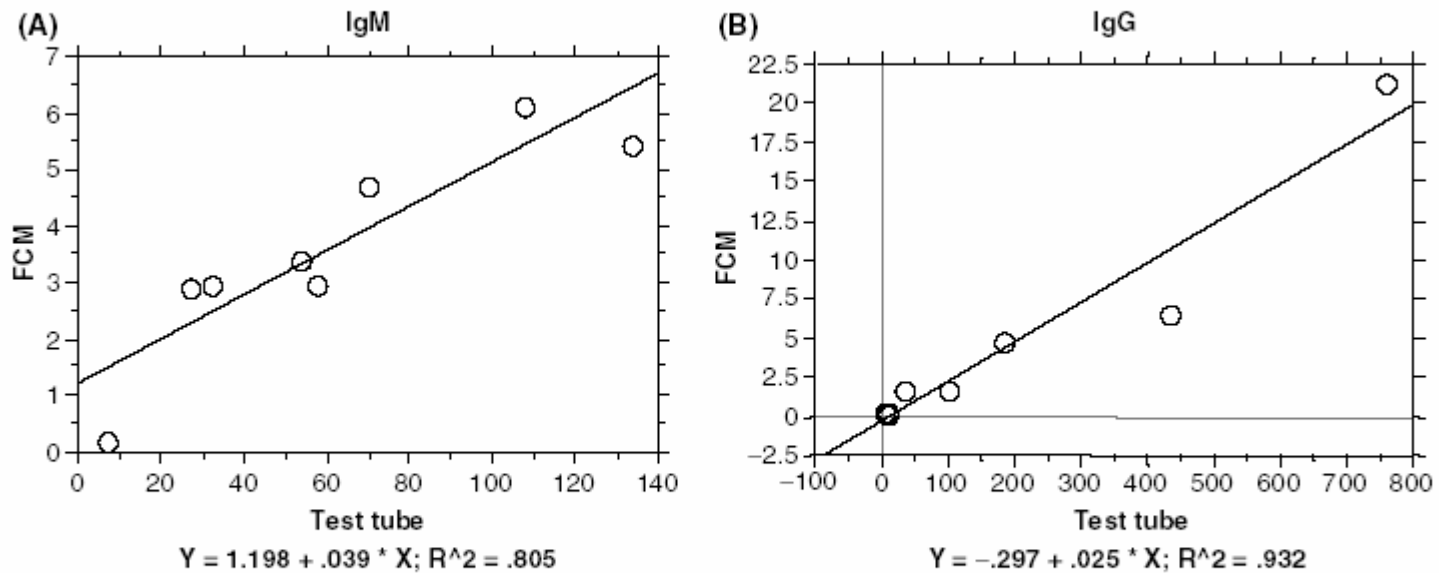 (A)
IgM
7
6
5
4
3
2
1
0
FCM
0 20 40 60 80 100 120 140
Test tube
Y = 1.198 + .039 * X; R^2 = .805
(B)
IgG
22.5
20
17.5
15
12.5
10
7.5
5
2.5
0
−2.5
FCM
−100 0 100 200 300 400 500 600 700 800
Test tube
Y = −.297 + .025 * X; R^2 = .932